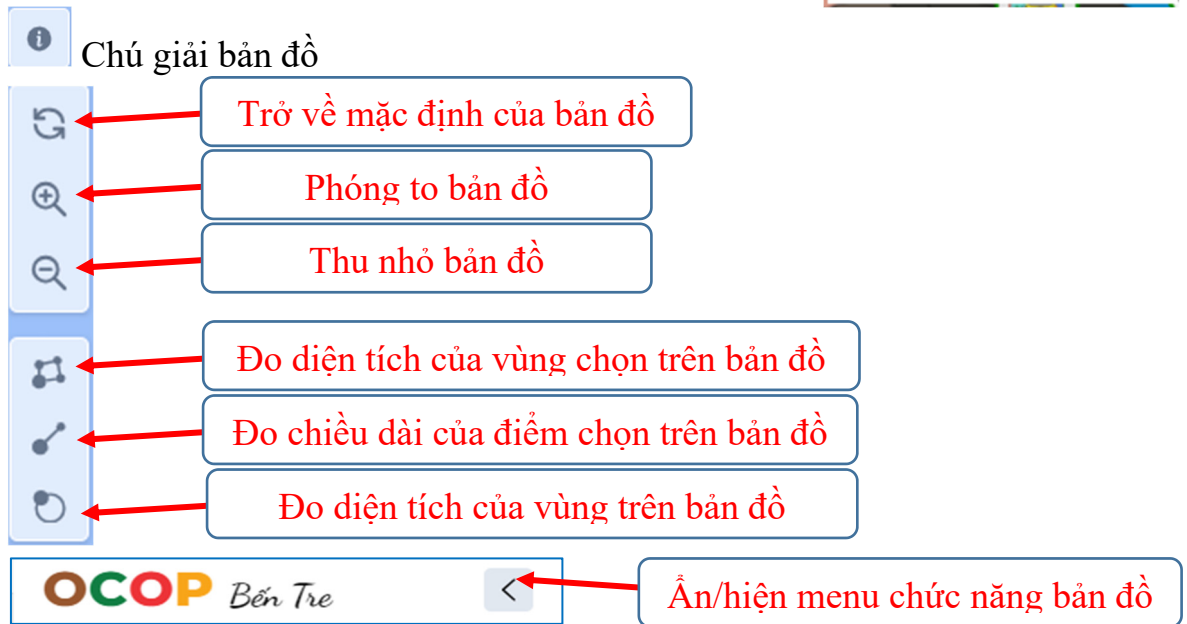 Chú giải bản đồ
Trở về mặc định của bản đồ
Phóng to bản đồ
Thu nhỏ bản đồ
Đo diện tích của vùng chọn trên bản đồ
Đo chiều dài của điểm chọn trên bản đồ
Đo diện tích của vùng trên bản đồ
OCOP Bến Tre
Ẩn/hiện menu chức năng bản đồ